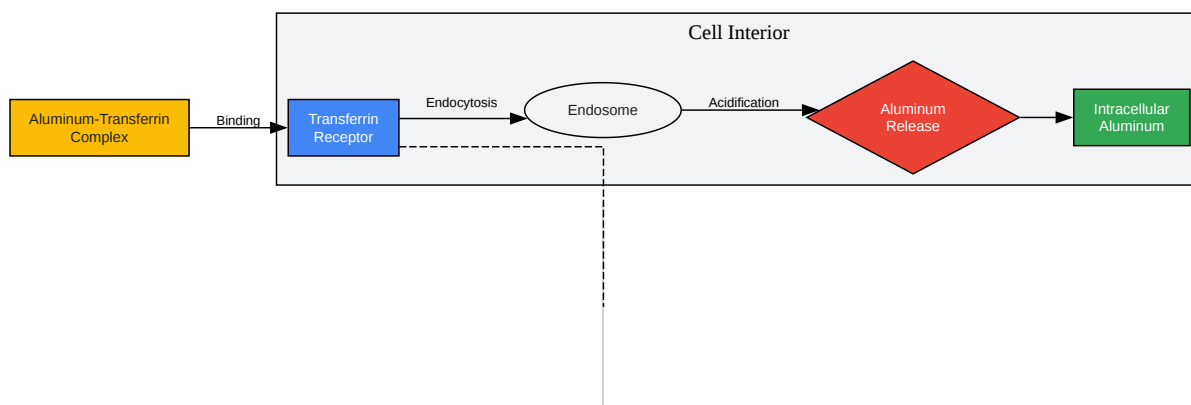 Cell Interior
Aluminum-Transferrin
Complex
Binding
Transferrin
Receptor
Endocytosis
Endosome
Acidification
Aluminum
Release
Intracellular
Aluminum